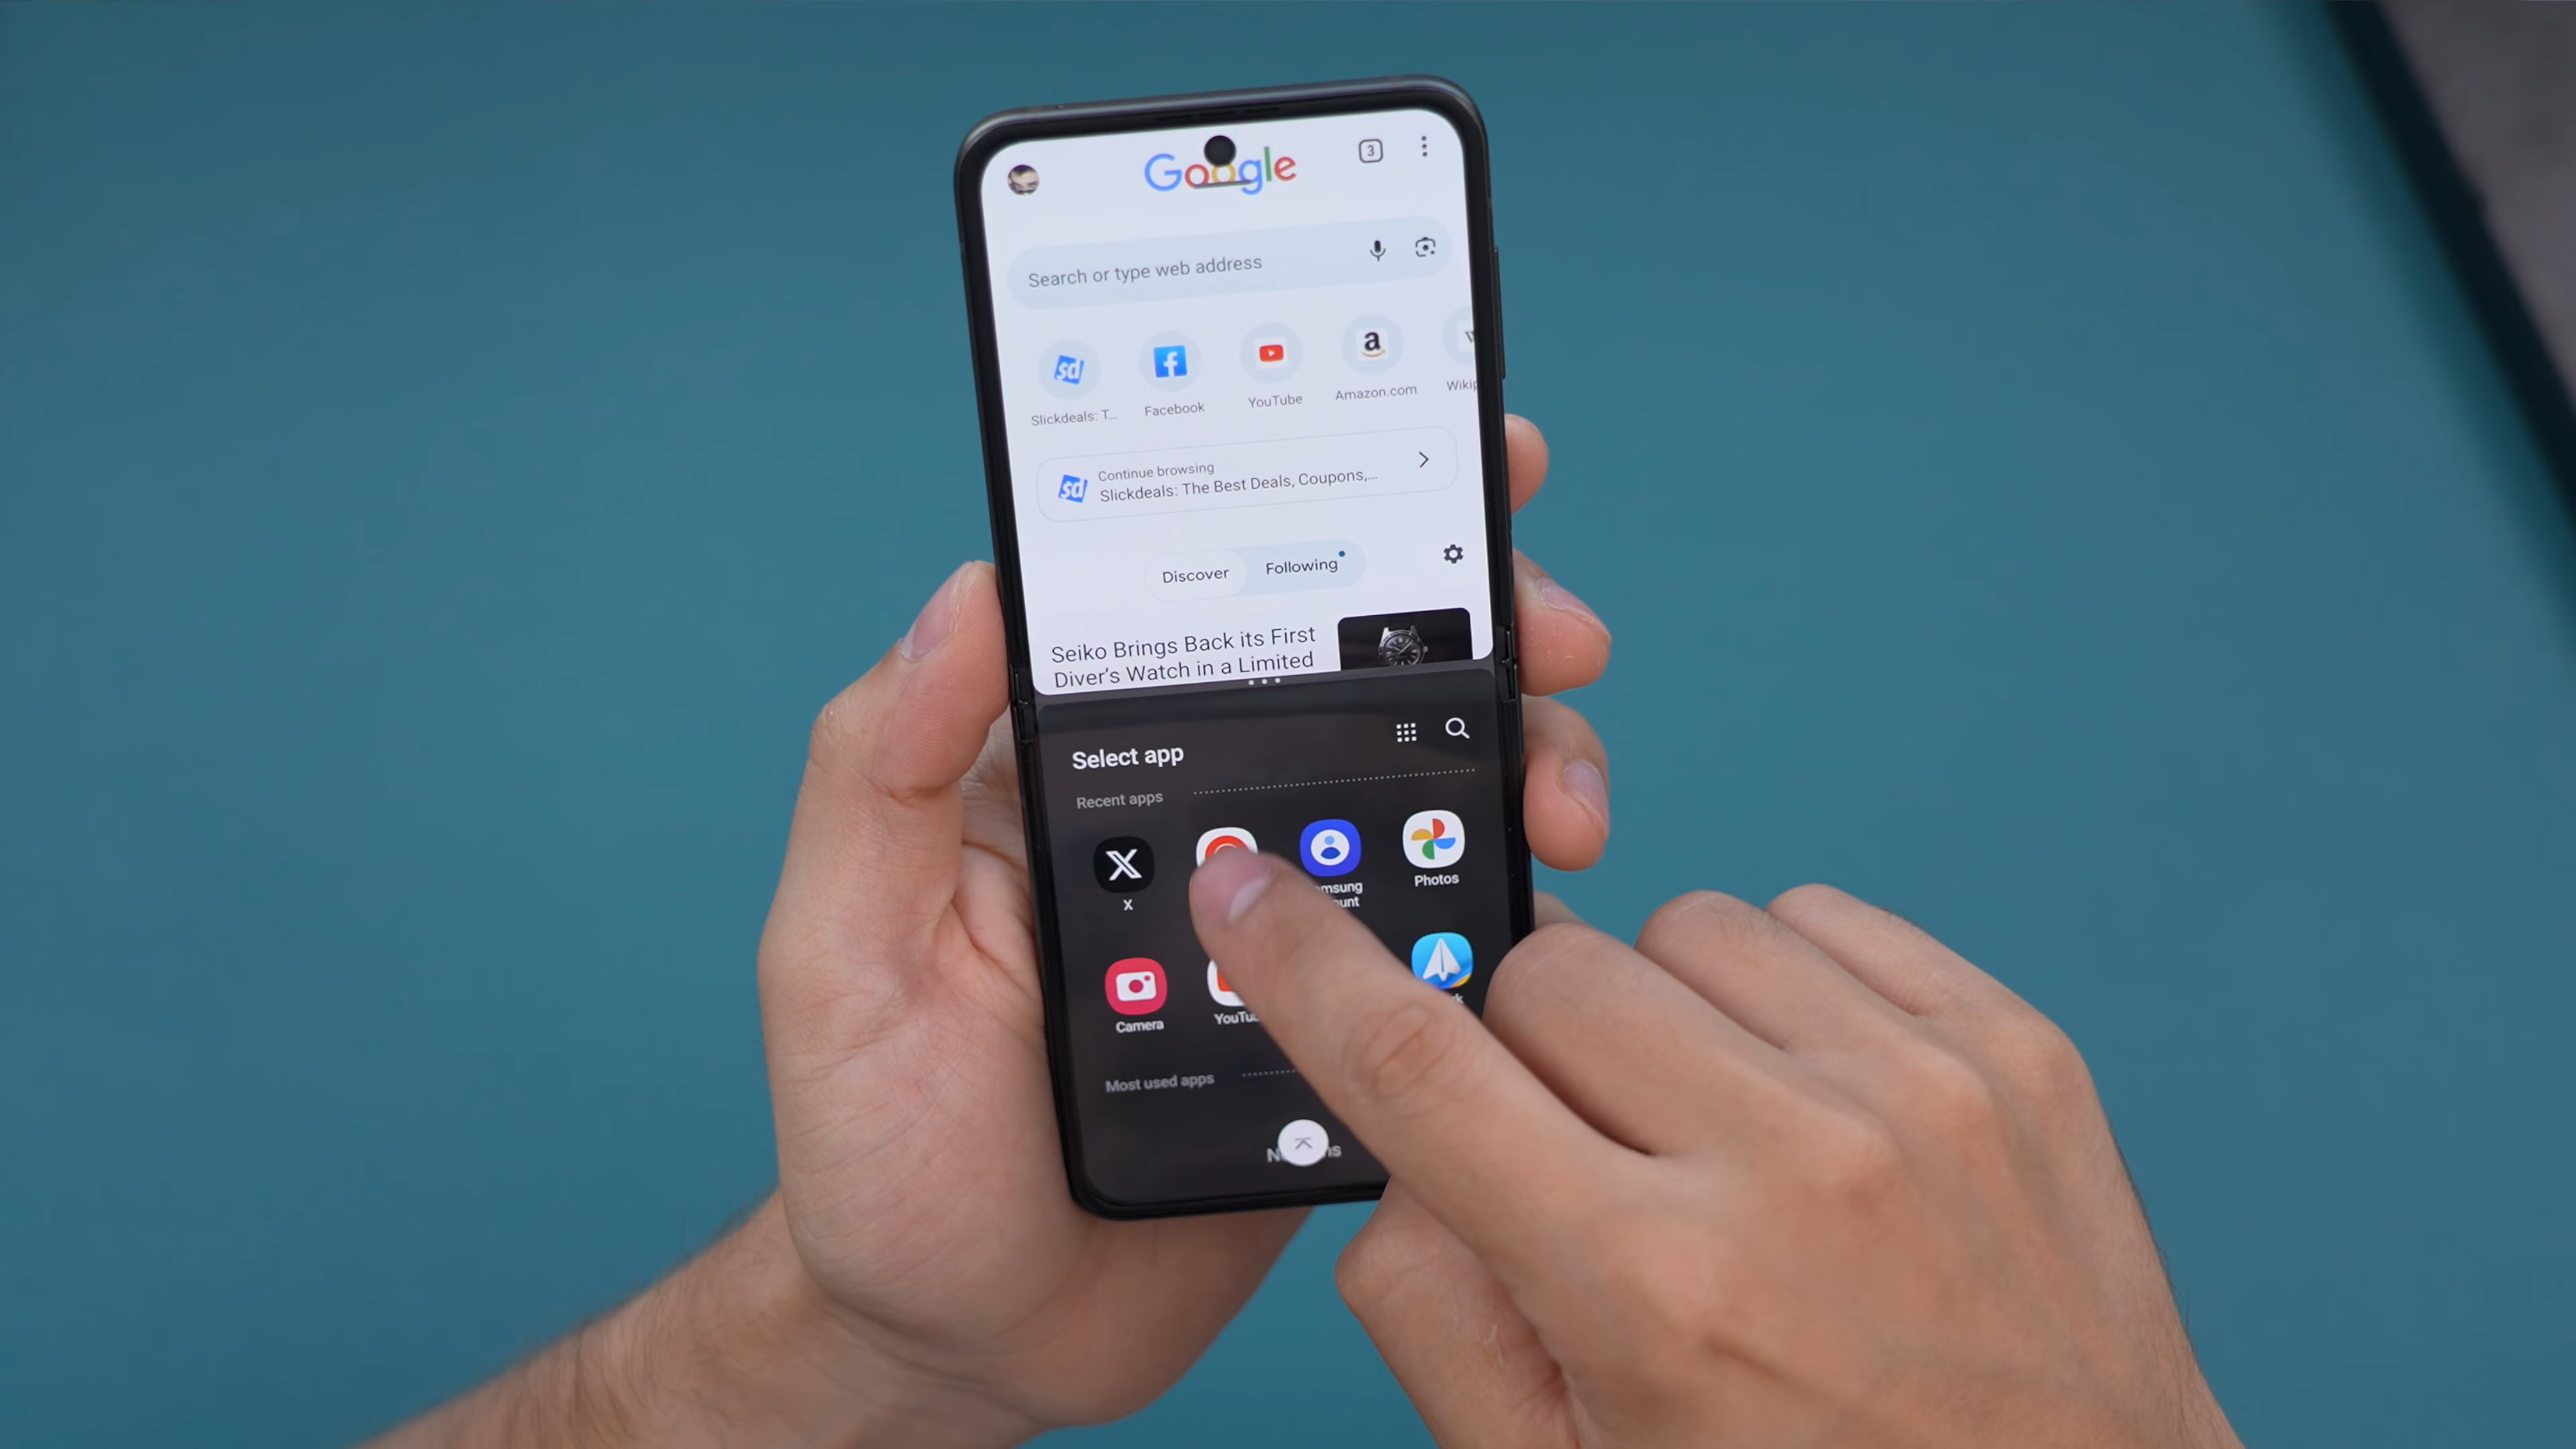 Google
3
Search or type web address
sd
a
W
Slickdeals: T...
Facebook
YouTube
Amazon.com
Continue browsing
sd
Slickdeals: The Best Deals, Coupons,...
Discover
Following
Seiko Brings Back its First
Diver's Watch in a Limited
Select app
Recent apps
X
Photos
Camera
Most used apps